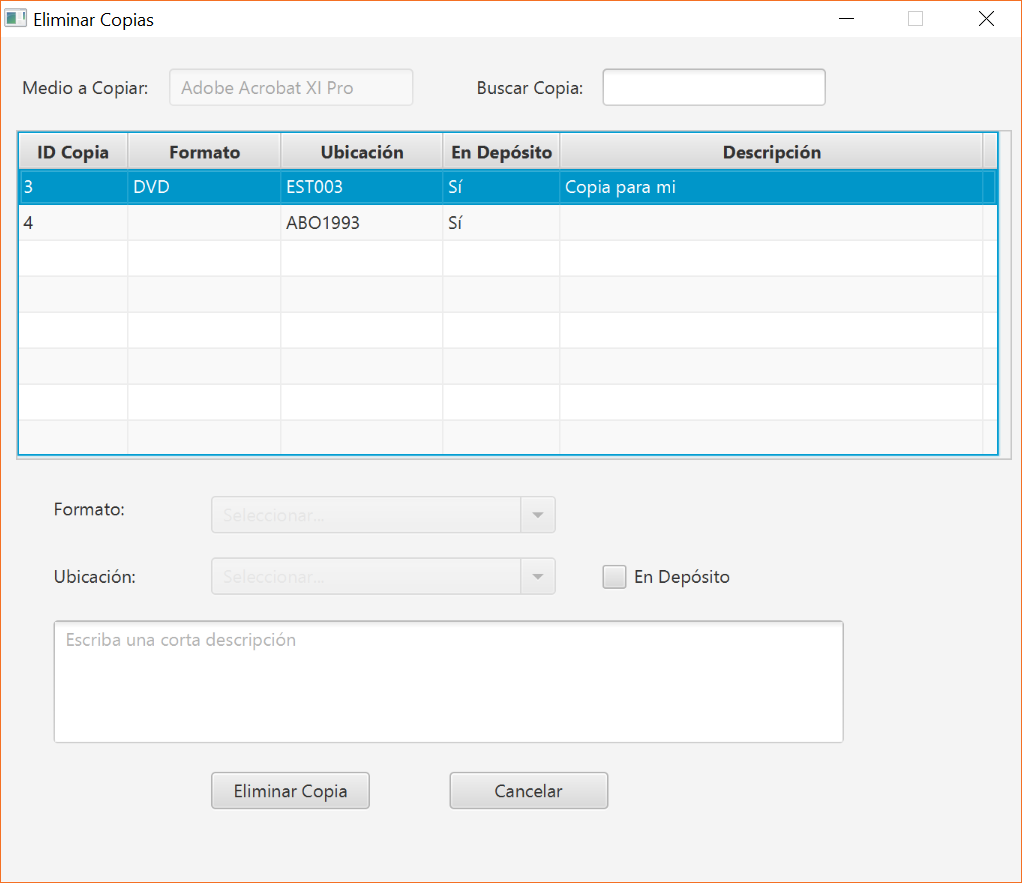 Eliminar Copias
Medio a Copiar: Adobe Acrobat XI Pro Buscar Copia:
ID Copia Formato Ubicación En Depósito Descripción
3 DVD EST003 Sí Copia para mi
4 ABO1993 Sí
Formato: Seleccionar...
Ubicación: Seleccionar... En Depósito
Escriba una corta descripción
Eliminar Copia Cancelar